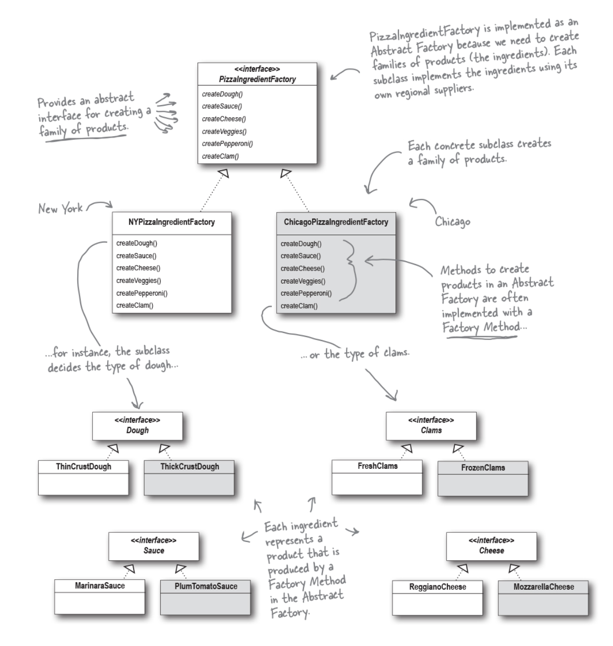 PizzaIngredientFactory is implemented as an
Abstract Factory because we need to create
families of products (the ingredients). Each
subclass implements the ingredients using its
own regional suppliers.
<<interface>>
PizzaIngredientFactory
createDough()
createSauce()
createCheese()
createVeggies()
createPepperoni()
createClam()
Provides an abstract
interface for creating a
family of products.
Each concrete subclass creates
a family of products.
New York
Chicago
NYPizzaIngredientFactory
createDough()
createSauce()
createCheese()
createVeggies()
createPepperoni()
createClam()
ChicagoPizzaIngredientFactory
createDough()
createSauce()
createCheese()
createVeggies()
createPepperoni()
createClam()
Methods to create
products in an Abstract
Factory are often
implemented with a
Factory Method...
...for instance, the subclass
decides the type of dough...
... or the type of clams.
<<interface>>
Dough
ThinCrustDough
ThickCrustDough
<<interface>>
Clams
FreshClams
FrozenClams
Each ingredient
represents a
product that is
produced by a
Factory Method
in the Abstract
Factory.
<<interface>>
Sauce
MarinaraSauce
PlumTomatoSauce
<<interface>>
Cheese
ReggianoCheese
MozzarellaCheese